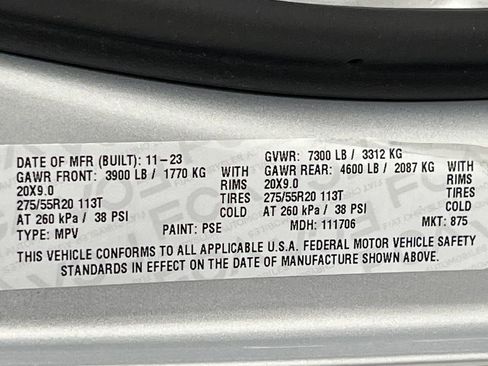 DATE OF MFR (BUILT): 11-23 GVWR: 7300 LB / 3312 KG
GAWR FRONT: 3900 LB / 1770 KG WITH GAWR REAR: 4600 LB / 2087 KG WITH
20X9.0 RIMS 20X9.0 RIMS
275/55R20 113T TIRES 275/55R20 113T TIRES
AT 260 kPa / 38 PSI COLD AT 260 kPa / 38 PSI COLD
TYPE: MPV PAINT: PSE MDH: 111706 MKT: 875
THIS VEHICLE CONFORMS TO ALL APPLICABLE U.S.A. FEDERAL MOTOR VEHICLE SAFETY
STANDARDS IN EFFECT ON THE DATE OF MANUFACTURE SHOWN ABOVE.